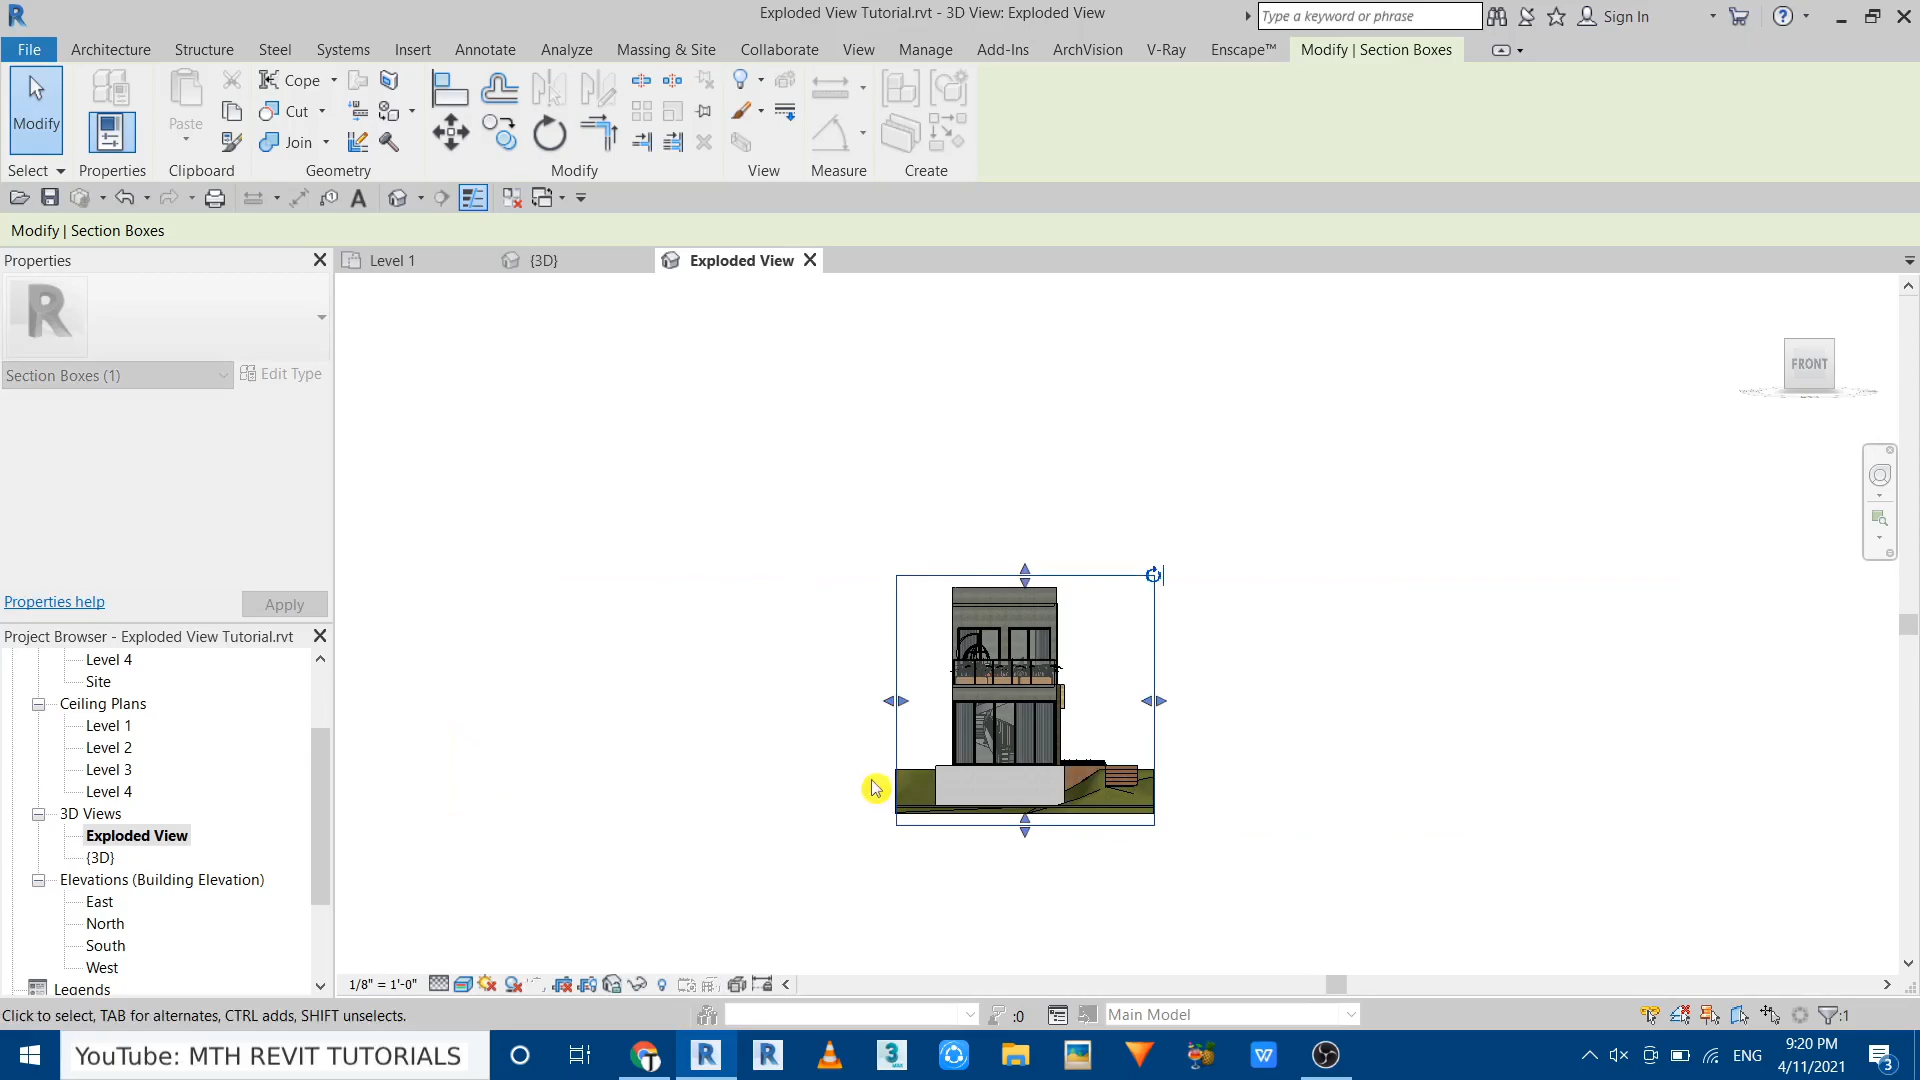 Exploded View Tutorial.rvt - 3D View: Exploded View
Type a keyword or phrase
Sign In
File Architecture Structure Steel Systems Insert Annotate Analyze Massing & Site Collaborate View Manage Add-Ins ArchVision V-Ray Enscape™ Modify | Section Boxes
Modify
Paste
Cope
Cut
Join
Select Properties Clipboard Geometry Modify View Measure Create
Modify | Section Boxes
Properties
Level 1 {3D} Exploded View
FRONT
Section Boxes (1)
Edit Type
Properties help
Apply
Project Browser - Exploded View Tutorial.rvt
Level 4
Site
Ceiling Plans
Level 1
Level 2
Level 3
Level 4
3D Views
Exploded View
{3D}
Elevations (Building Elevation)
East
North
South
West
Legends
1/8" = 1'-0"
Click to select, TAB for alternates, CTRL adds, SHIFT unselects.
:0
Main Model
:1
YouTube: MTH REVIT TUTORIALS
ENG
9:20 PM
4/11/2021
3